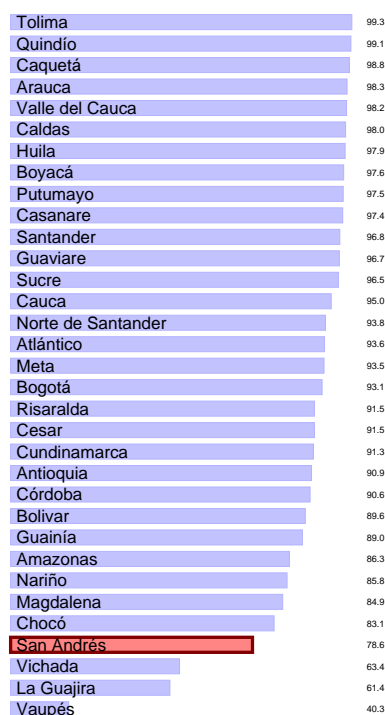 Tolima 99.3
Quindío 99.1
Caquetá 98.8
Arauca 98.3
Valle del Cauca 98.2
Caldas 98.0
Huila 97.9
Boyacá 97.6
Putumayo 97.5
Casanare 97.4
Santander 96.8
Guaviare 96.7
Sucre 96.5
Cauca 95.0
Norte de Santander 93.8
Atlántico 93.6
Meta 93.5
Bogotá 93.1
Risaralda 91.5
Cesar 91.5
Cundinamarca 91.3
Antioquia 90.9
Córdoba 90.6
Bolivar 89.6
Guainía 89.0
Amazonas 86.3
Nariño 85.8
Magdalena 84.9
Chocó 83.1
San Andrés 78.6
Vichada 63.4
La Guajira 61.4
Vaupés 40.3